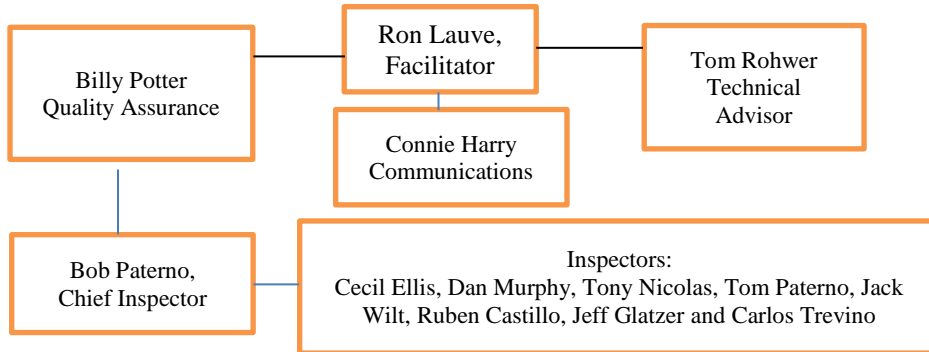 Ron Lauve,
Facilitator
Billy Potter
Quality Assurance
Tom Rohwer
Technical
Advisor
Connie Harry
Communications
Bob Paterno,
Chief Inspector
Inspectors:
Cecil Ellis, Dan Murphy, Tony Nicolas, Tom Paterno, Jack
Wilt, Ruben Castillo, Jeff Glatzer and Carlos Trevino